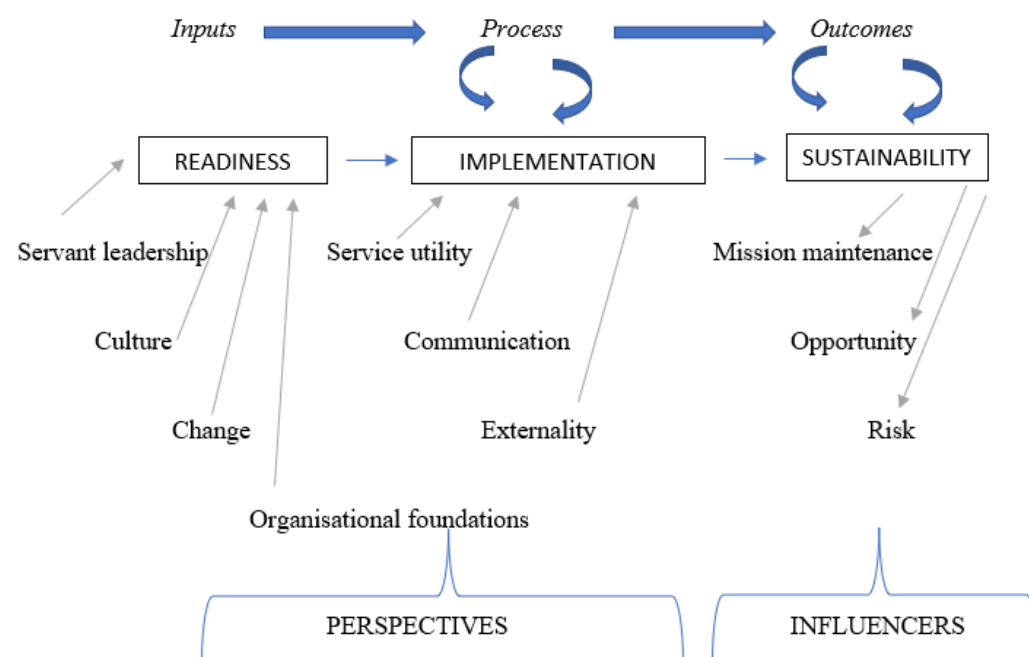 Inputs Process Outcomes
READINESS IMPLEMENTATION SUSTAINABILITY
Servant leadership Service utility Mission maintenance
Culture Communication Opportunity
Change Externality Risk
Organisational foundations
PERSPECTIVES INFLUENCERS